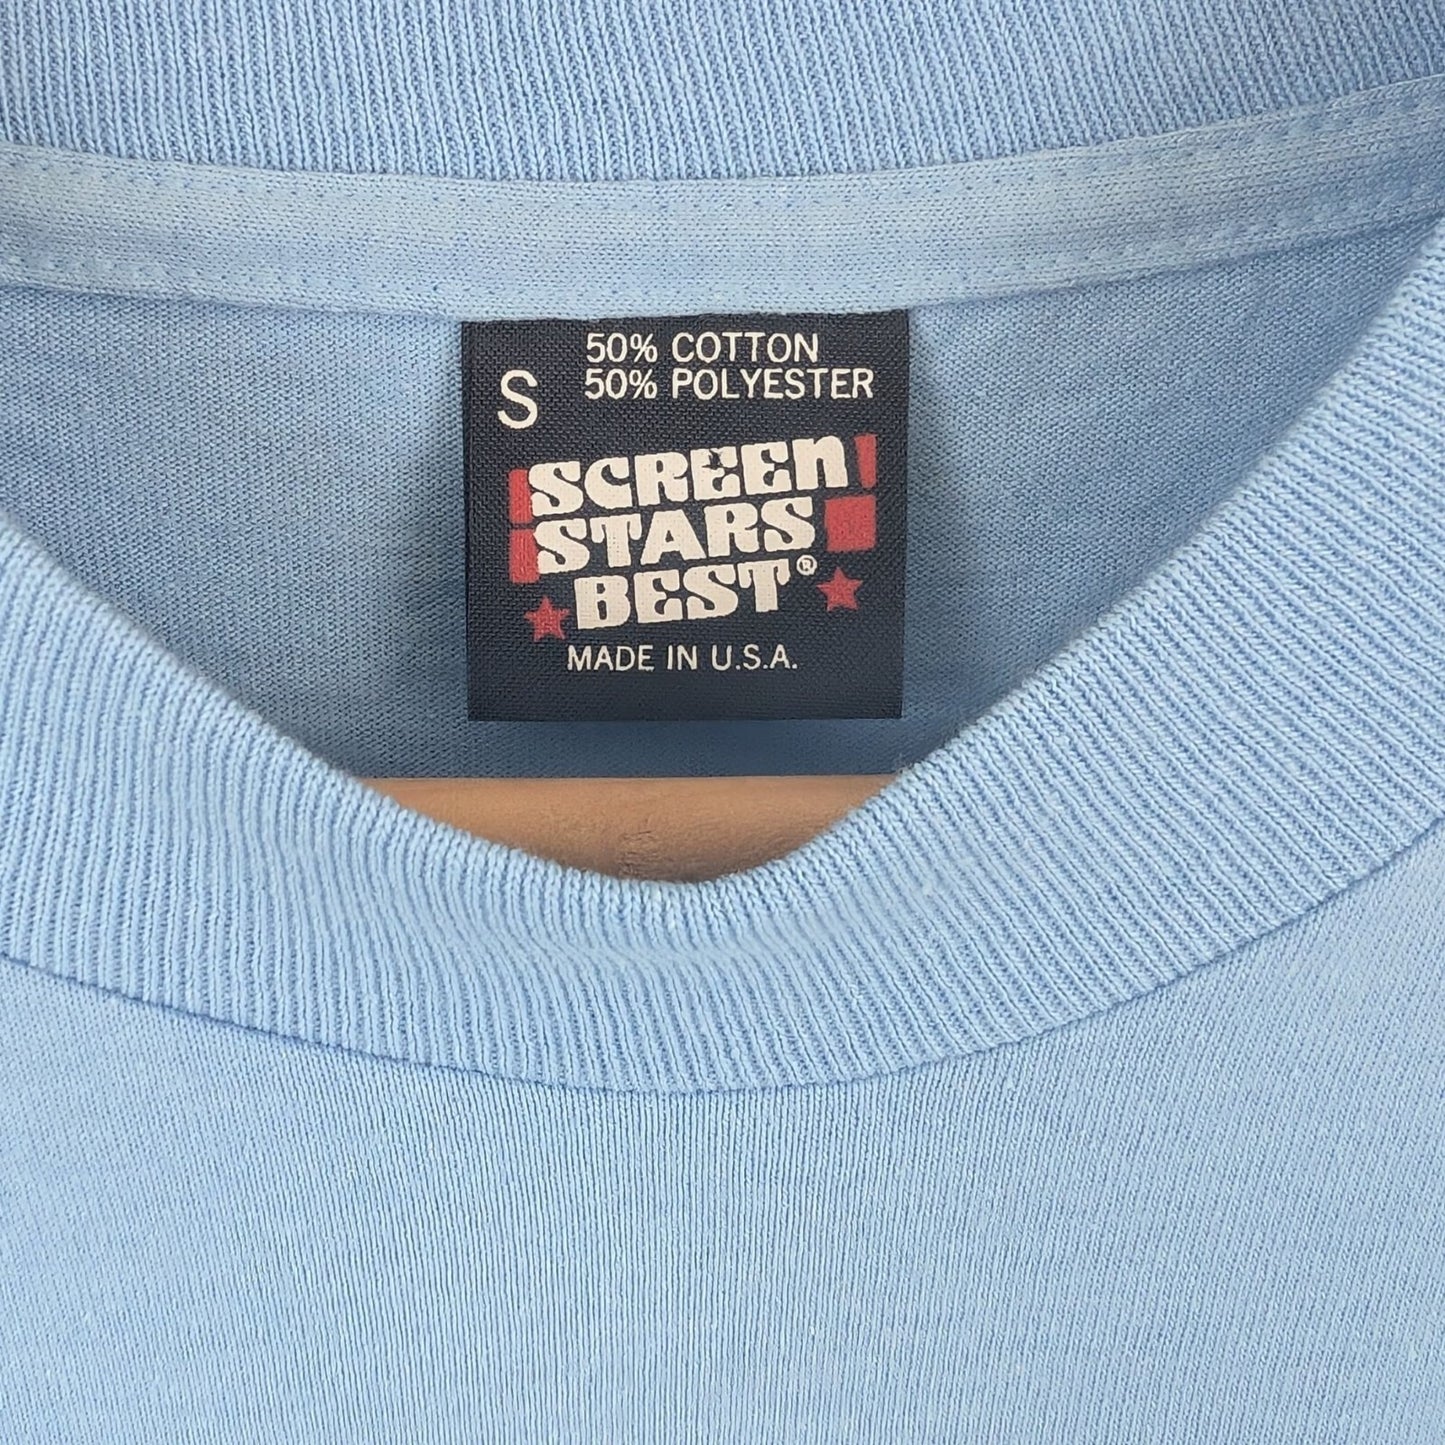 50% COTTON
50% POLYESTER
S
SCREEN
STARS
BEST®
MADE IN U.S.A.